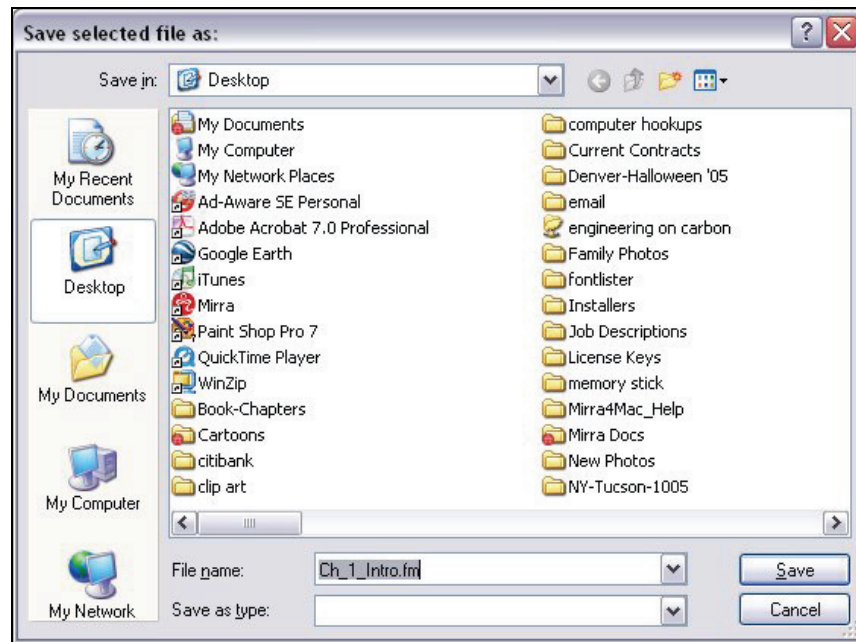 Save selected file as:
Save in:
Desktop
My Recent
Documents
Desktop
My Documents
My Computer
My Network
My Documents
My Computer
My Network Places
Ad-Aware SE Personal
Adobe Acrobat 7.0 Professional
Google Earth
iTunes
Mirra
Paint Shop Pro 7
QuickTime Player
WinZip
Book-Chapters
Cartoons
citibank
clip art
computer hookups
Current Contracts
Denver-Halloween '05
email
engineering on carbon
Family Photos
fontlister
Installers
Job Descriptions
License Keys
memory stick
Mirra4Mac_Help
Mirra Docs
New Photos
NY-Tucson-1005
File name:
Ch_1_Intro.fm
Save
Save as type:
Cancel